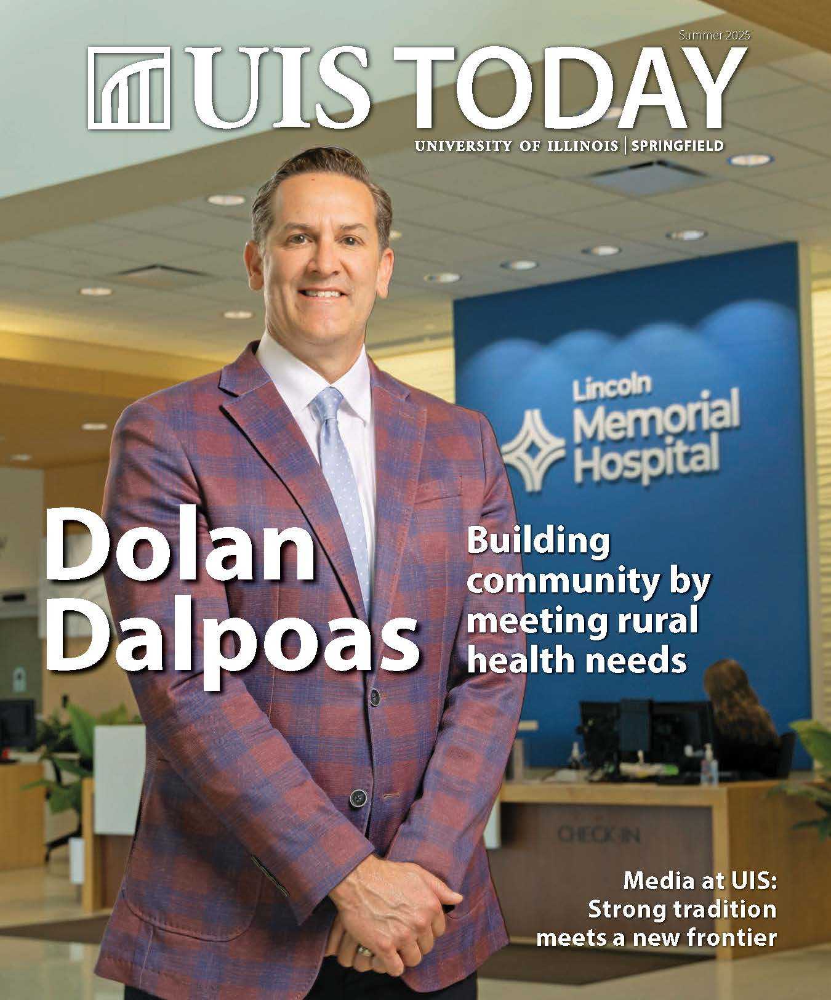 Summer 2025
UIS TODAY
UNIVERSITY OF ILLINOIS | SPRINGFIELD
Lincoln
Memorial
Hospital
Dolan
Dalpoas
Building
community by
meeting rural
health needs
CHECK-IN
Media at UIS:
Strong tradition
meets a new frontier